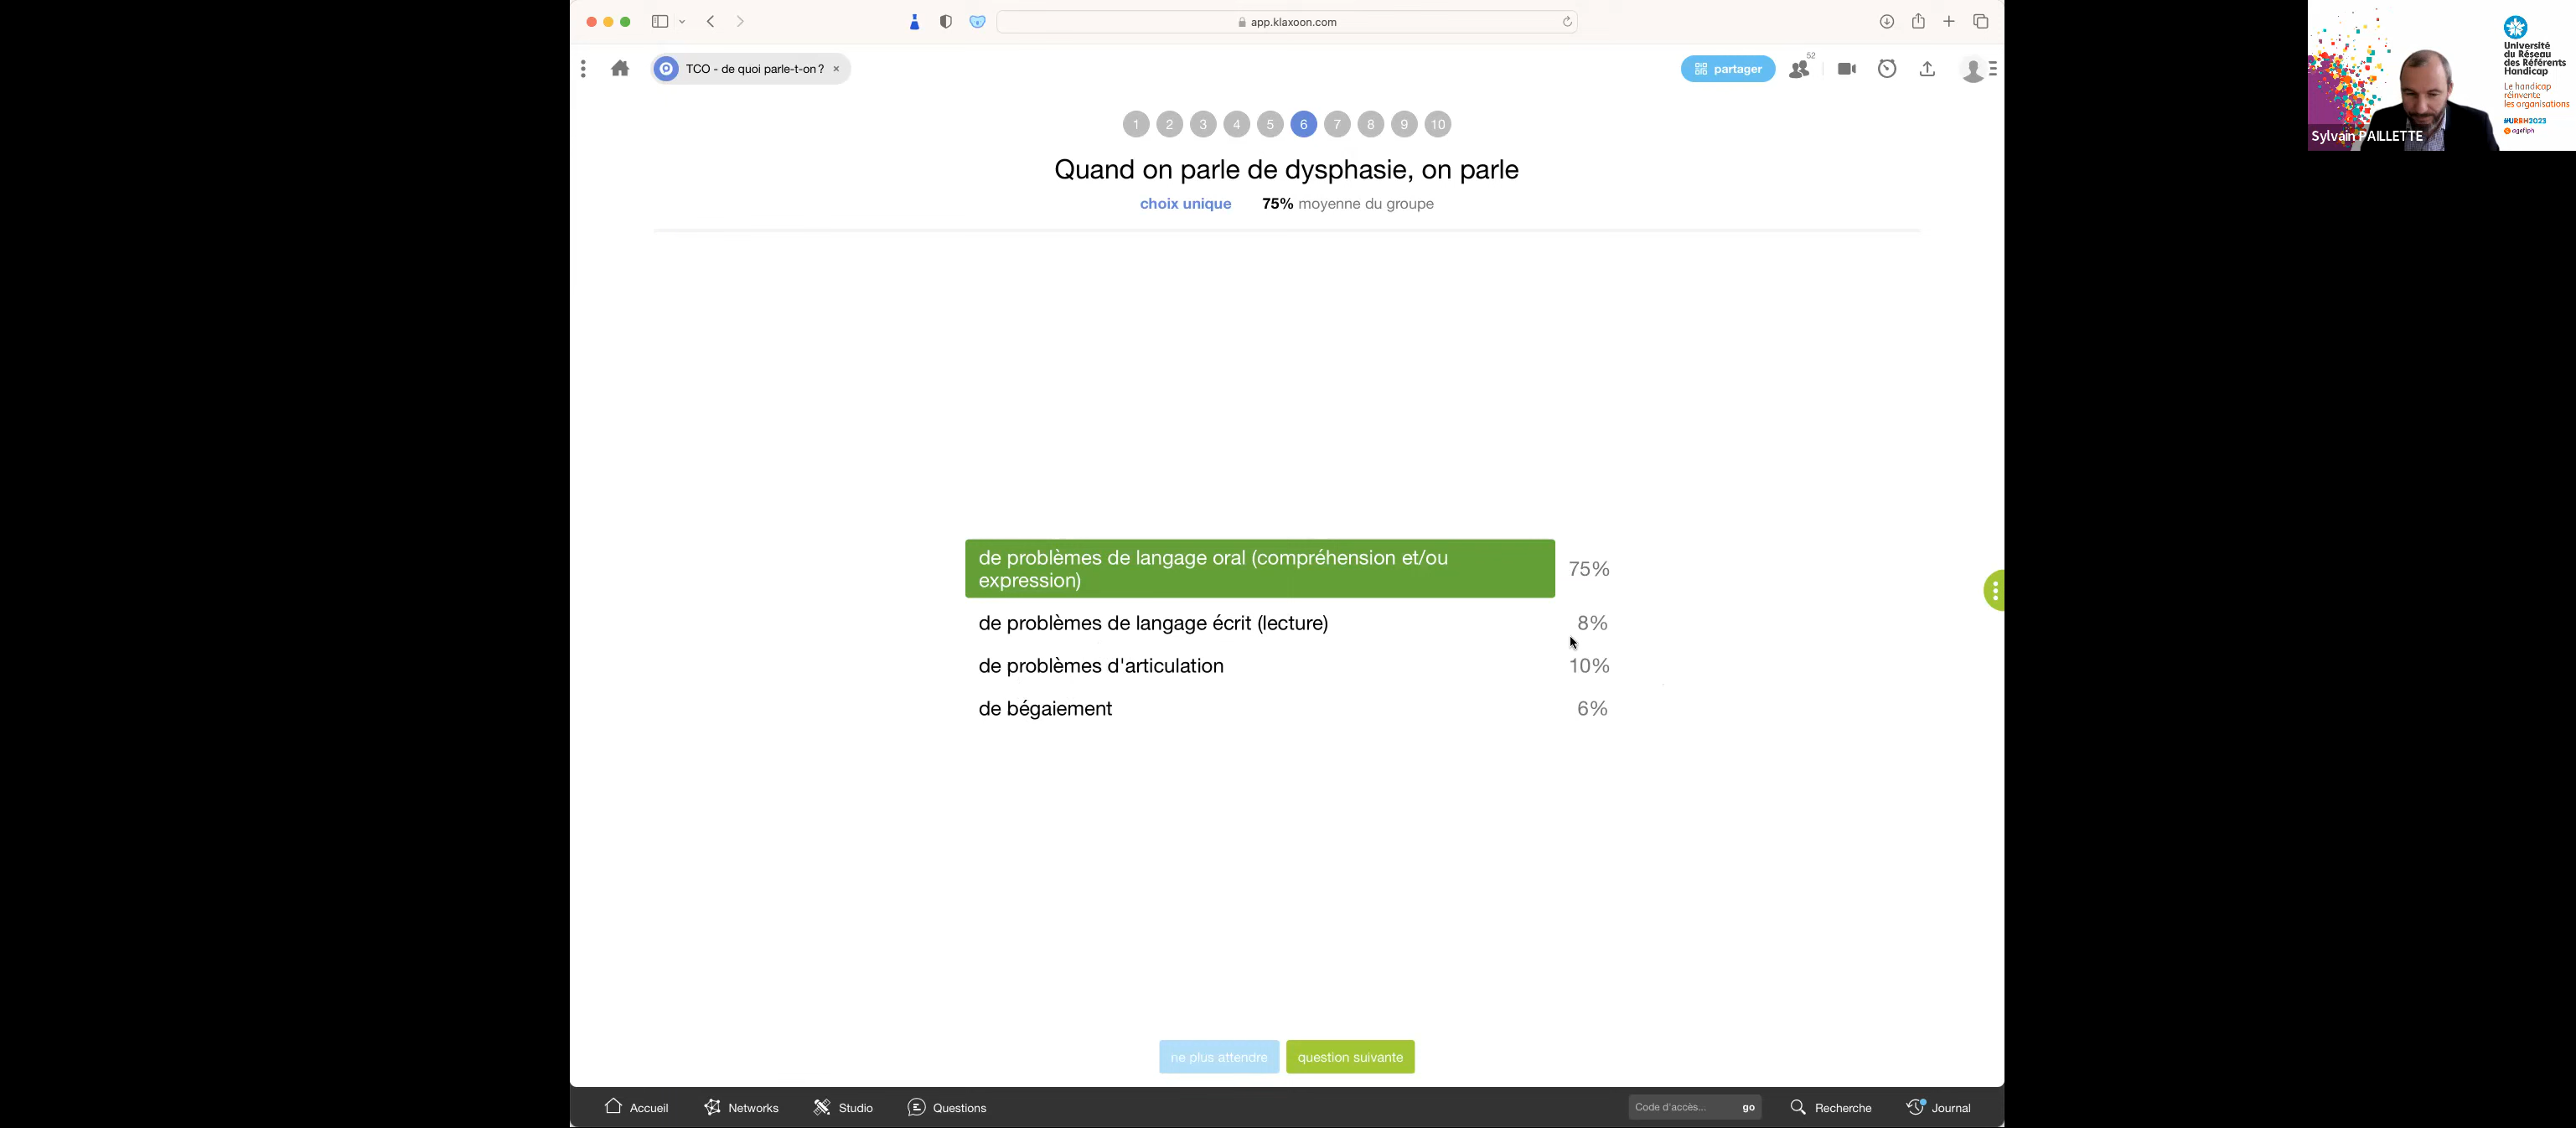 app.klaxoon.com
TCO - de quoi parle-t-on ?
partager
52
1 2 3 4 5 6 7 8 9 10
Quand on parle de dysphasie, on parle
choix unique 75% moyenne du groupe
de problèmes de langage oral (compréhension et/ou
expression)
75%
de problèmes de langage écrit (lecture) 8%
de problèmes d'articulation 10%
de bégaiement 6%
ne plus attendre question suivante
Accueil Networks Studio Questions Code d'accès... go Recherche Journal
Université
du Réseau
des Référents
Handicap
Le handicap
réinvente
les organisations
#URRH2023
agefiph
Sylvain PAILLETTE